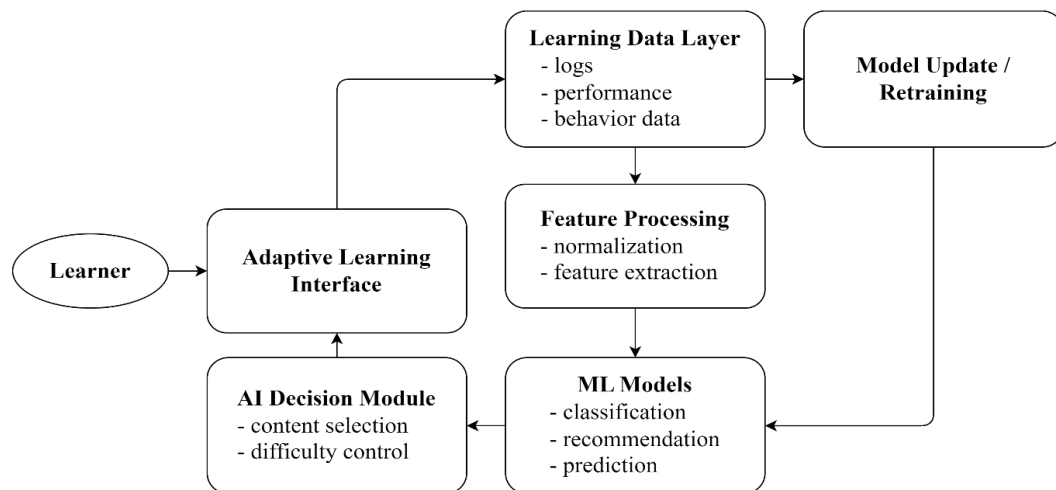 Learning Data Layer
- logs
- performance
- behavior data
Model Update /
Retraining
Feature Processing
- normalization
- feature extraction
Learner
Adaptive Learning
Interface
AI Decision Module
- content selection
- difficulty control
ML Models
- classification
- recommendation
- prediction